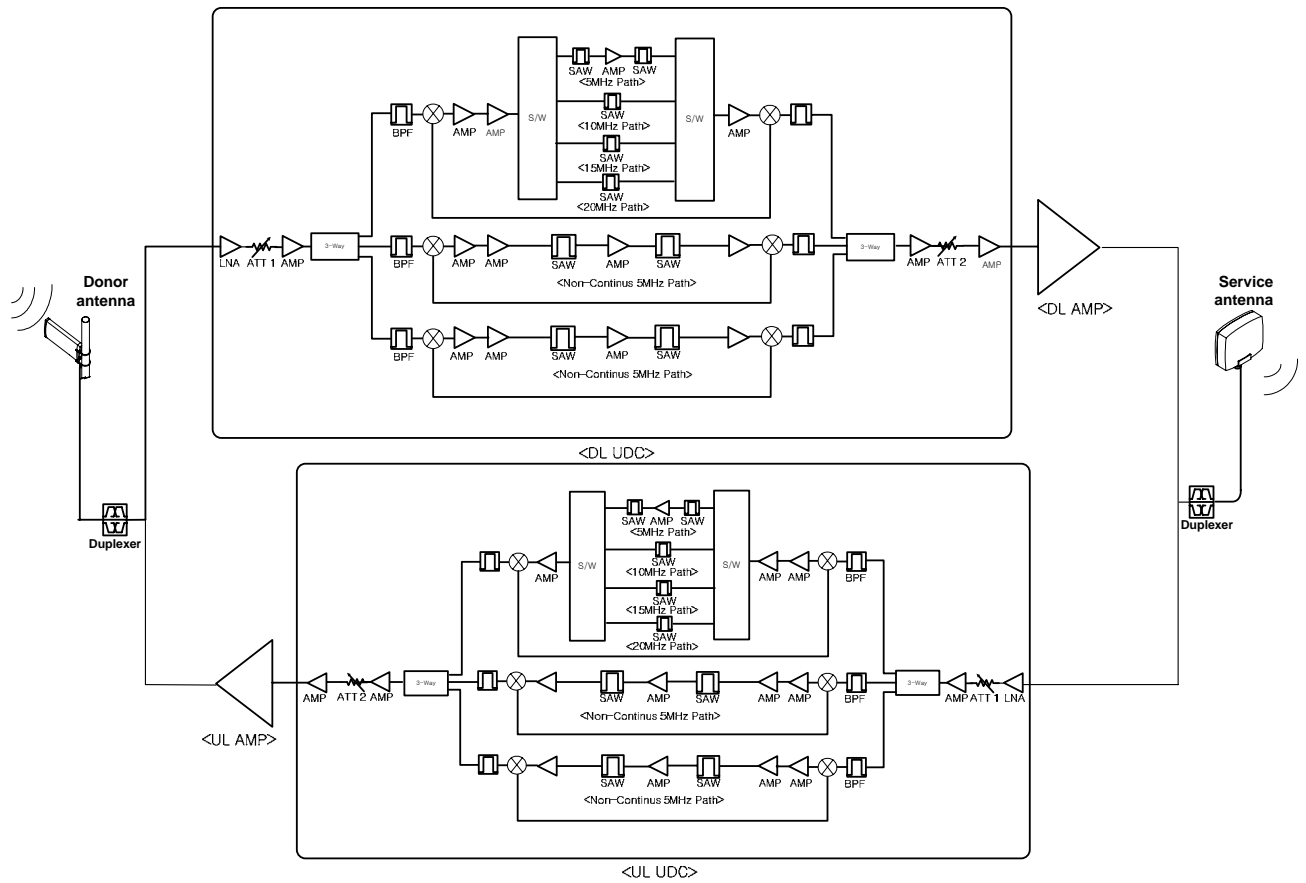 SAW AMP SAW
<5MHz Path>
SAW
<10MHz Path>
SAW
<15MHz Path>
SAW
<20MHz Path>
S/W
S/W
BPF
AMP
AMP
AMP
LNA
ATT 1
AMP
3-Way
BPF
AMP
AMP
SAW
AMP
SAW
<Non-Continus 5MHz Path>
3-Way
AMP
ATT 2
AMP
<DL AMP>
BPF
AMP
AMP
SAW
AMP
SAW
<Non-Continus 5MHz Path>
<DL UDC>
Donor
antenna
Service
antenna
Duplexer
Duplexer
SAW AMP SAW
<5MHz Path>
SAW
<10MHz Path>
SAW
<15MHz Path>
SAW
<20MHz Path>
S/W
S/W
AMP
AMP
AMP
BPF
AMP
ATT 2
AMP
3-Way
SAW
AMP
SAW
AMP
AMP
BPF
<Non-Continus 5MHz Path>
3-Way
AMP
ATT 1
LNA
<UL AMP>
SAW
AMP
SAW
AMP
AMP
BPF
<Non-Continus 5MHz Path>
<UL UDC>